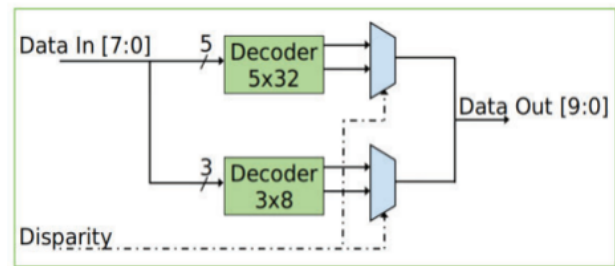 Data In [7:0]
5
Decoder
5x32
Data Out [9:0]
3
Decoder
3x8
Disparity